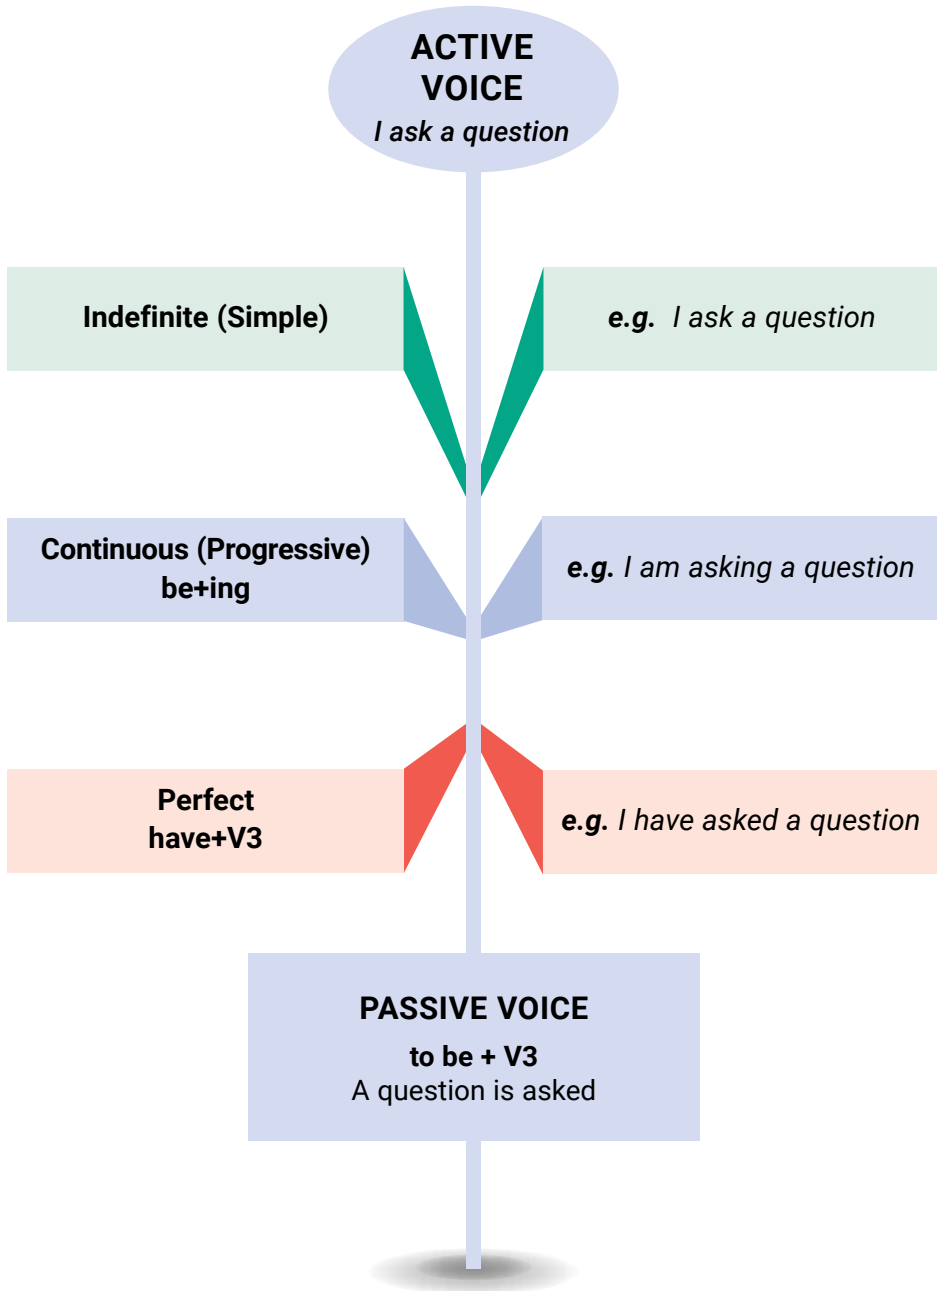 ACTIVE
VOICE
I ask a question
Indefinite (Simple)
e.g. I ask a question
Continuous (Progressive)
be+ing
e.g. I am asking a question
Perfect
have+V3
e.g. I have asked a question
PASSIVE VOICE
to be + V3
A question is asked